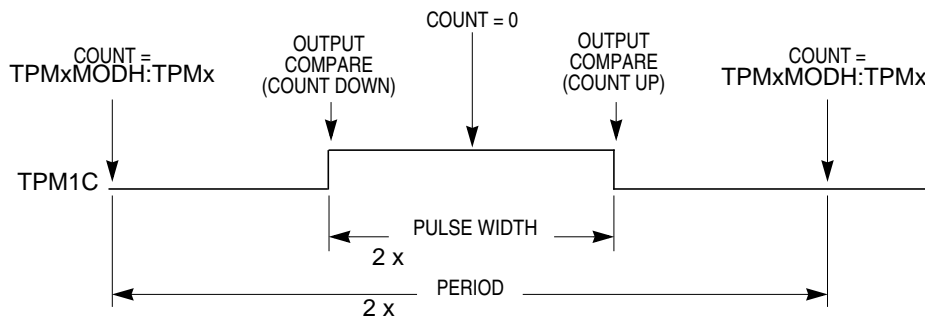 COUNT = 0
COUNT =
TPMxMODH:TPMx
OUTPUT
COMPARE
(COUNT DOWN)
OUTPUT
COMPARE
(COUNT UP)
COUNT =
TPMxMODH:TPMx
TPM1C
PULSE WIDTH
2 x
PERIOD
2 x